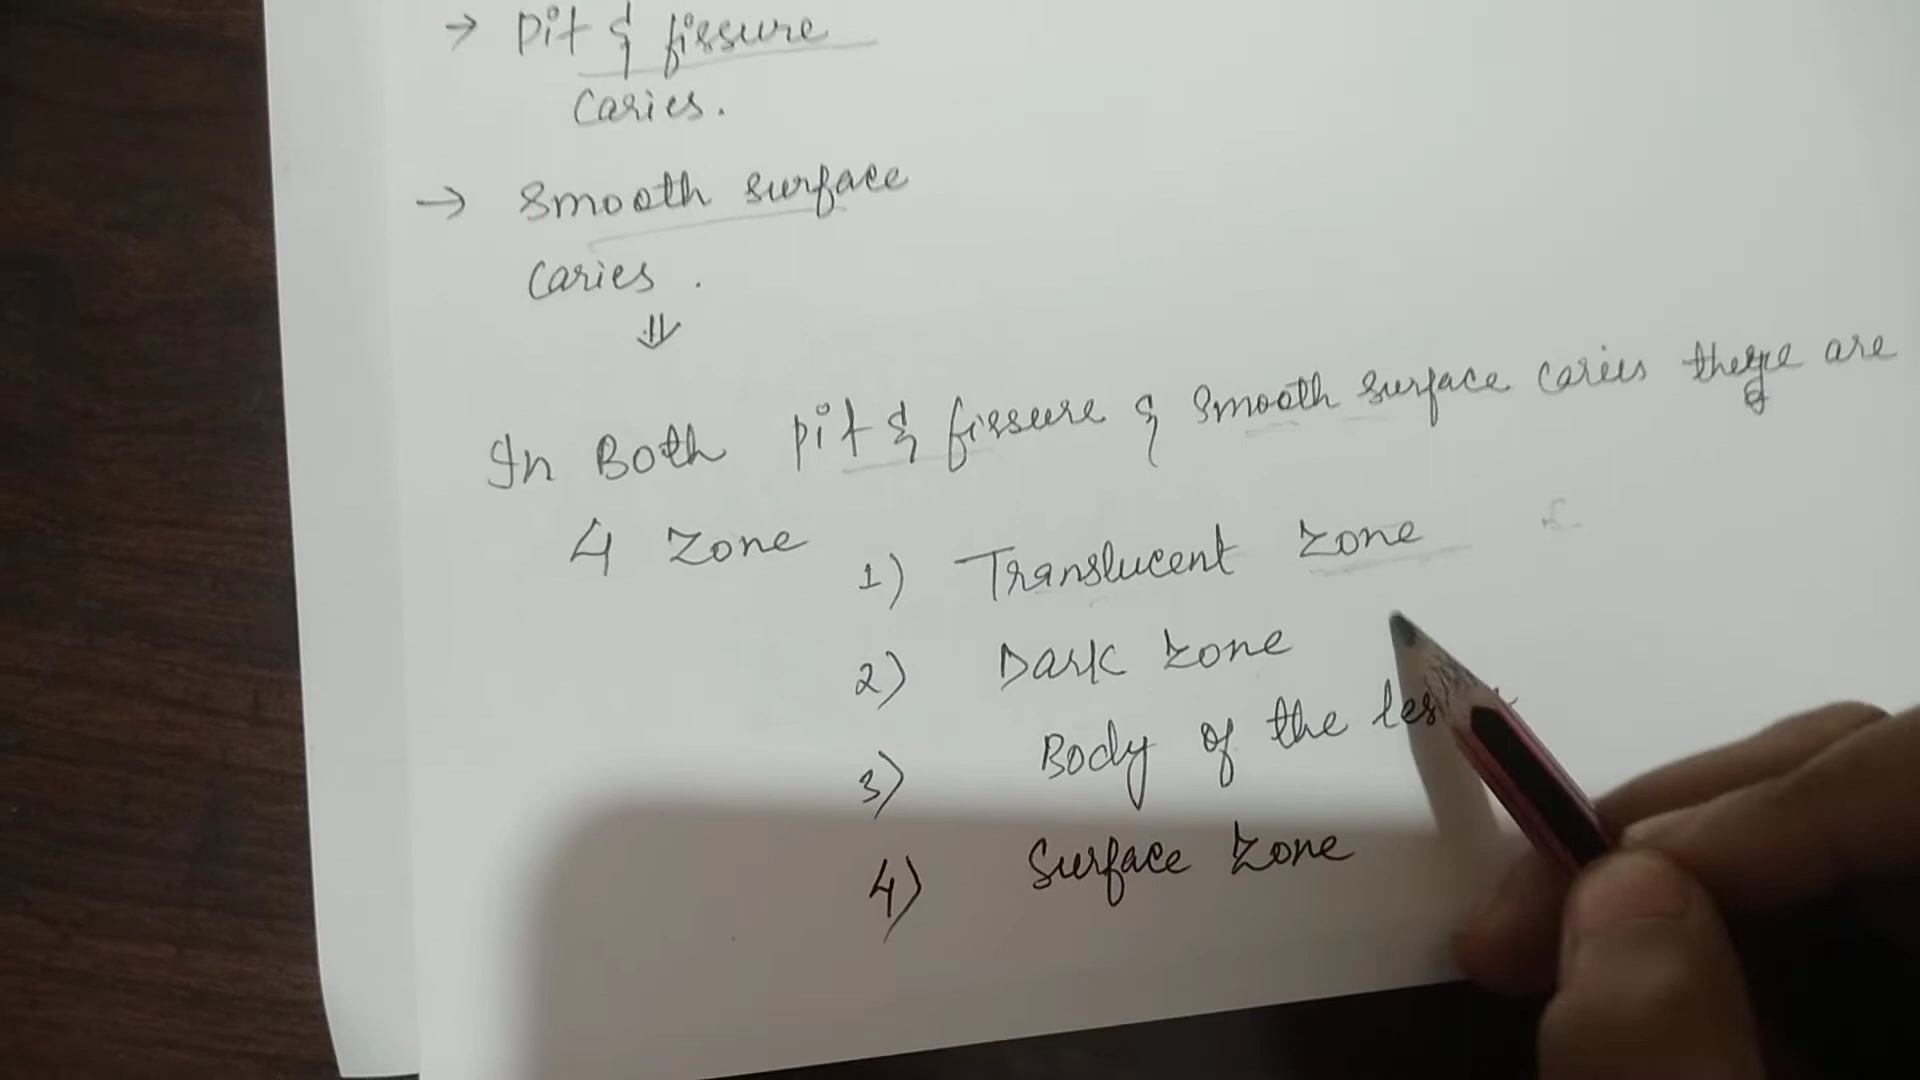 → Pit & fissure
Caries.
→ Smooth surface
Caries.
⇓
In Both pit & fissure & smooth surface caries there are
4 zone
1) Translucent zone
2) Dark zone
3) Body of the
4) Surface zone